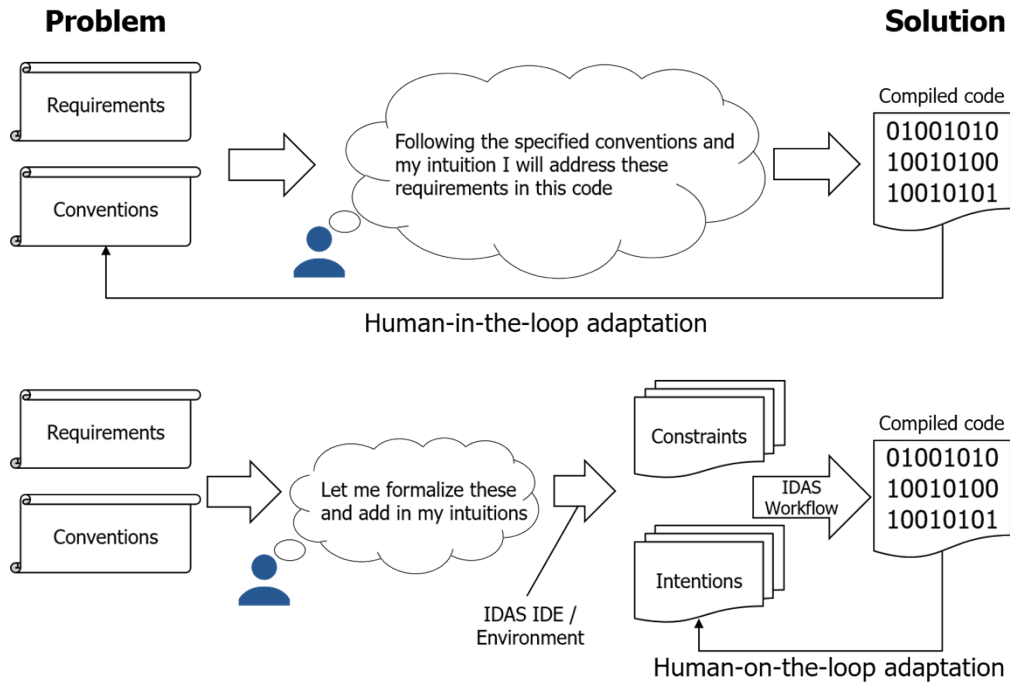 Problem
Solution
Requirements
Conventions
Following the specified conventions and
my intuition I will address these
requirements in this code
Compiled code
01001010
10010100
10010101
Human-in-the-loop adaptation
Requirements
Conventions
Let me formalize these
and add in my intuitions
IDAS IDE /
Environment
Constraints
Intentions
IDAS
Workflow
Compiled code
01001010
10010100
10010101
Human-on-the-loop adaptation